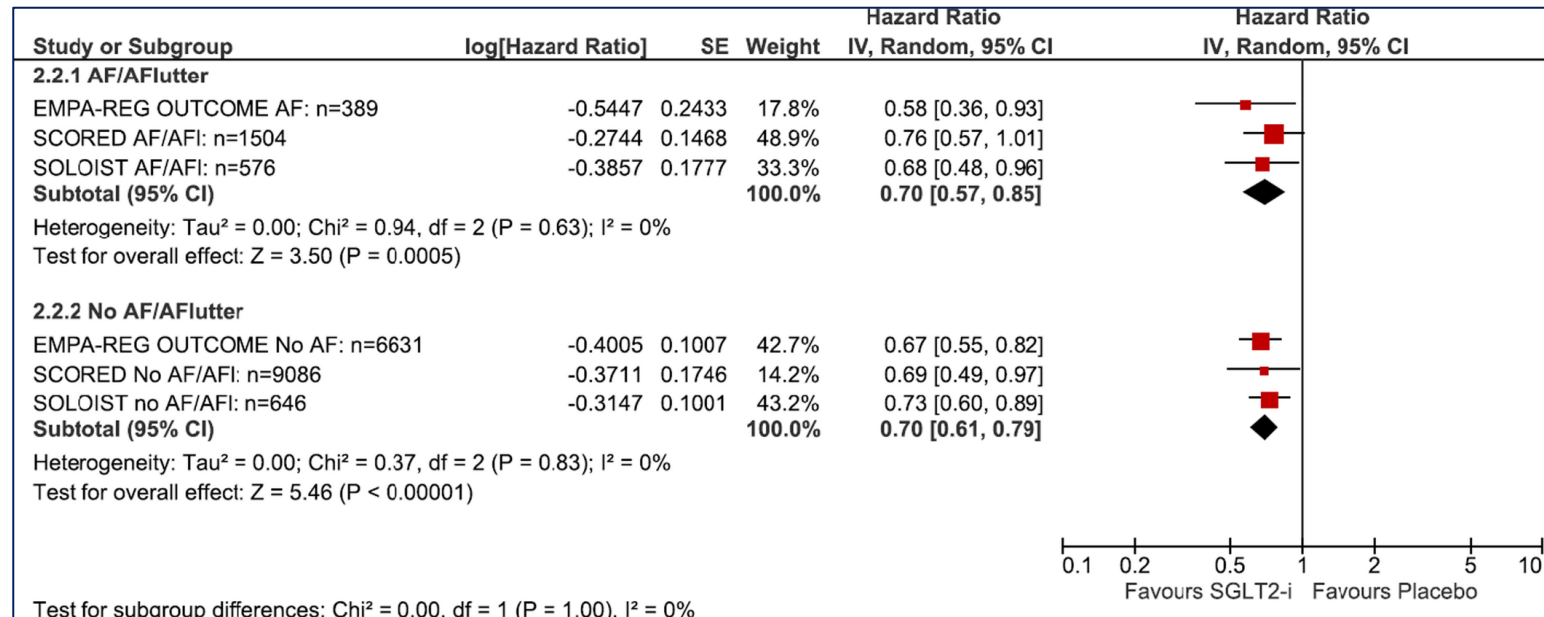 Hazard Ratio Hazard Ratio
Study or Subgroup log[Hazard Ratio] SE Weight IV, Random, 95% CI IV, Random, 95% CI
2.2.1 AF/AFlutter
EMPA-REG OUTCOME AF: n=389 -0.5447 0.2433 17.8% 0.58 [0.36, 0.93]
SCORED AF/AFl: n=1504 -0.2744 0.1468 48.9% 0.76 [0.57, 1.01]
SOLOIST AF/AFl: n=576 -0.3857 0.1777 33.3% 0.68 [0.48, 0.96]
Subtotal (95% CI) 100.0% 0.70 [0.57, 0.85]
Heterogeneity: Tau² = 0.00; Chi² = 0.94, df = 2 (P = 0.63); I² = 0%
Test for overall effect: Z = 3.50 (P = 0.0005)
2.2.2 No AF/AFlutter
EMPA-REG OUTCOME No AF: n=6631 -0.4005 0.1007 42.7% 0.67 [0.55, 0.82]
SCORED No AF/AFl: n=9086 -0.3711 0.1746 14.2% 0.69 [0.49, 0.97]
SOLOIST no AF/AFl: n=646 -0.3147 0.1001 43.2% 0.73 [0.60, 0.89]
Subtotal (95% CI) 100.0% 0.70 [0.61, 0.79]
Heterogeneity: Tau² = 0.00; Chi² = 0.37, df = 2 (P = 0.83); I² = 0%
Test for overall effect: Z = 5.46 (P < 0.00001)
0.1 0.2 0.5 1 2 5 10
Favours SGLT2-i Favours Placebo
Test for subgroup differences: Chi² = 0.00, df = 1 (P = 1.00), I² = 0%